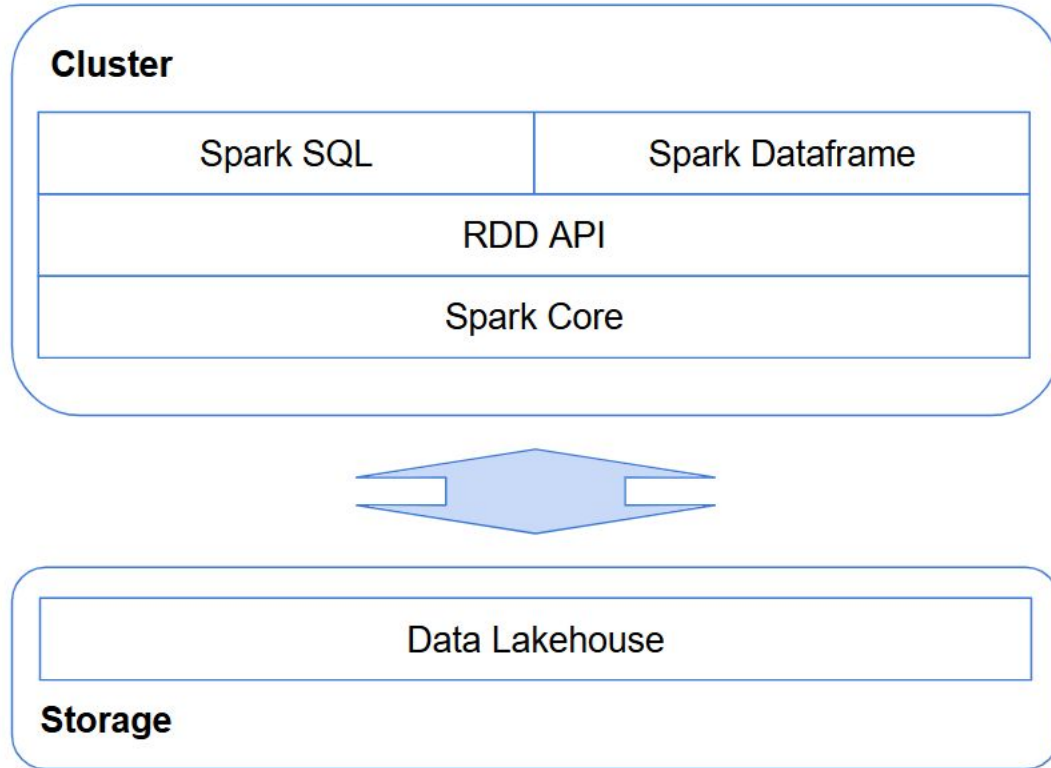 Cluster
Spark SQL
Spark Dataframe
RDD API
Spark Core
Data Lakehouse
Storage